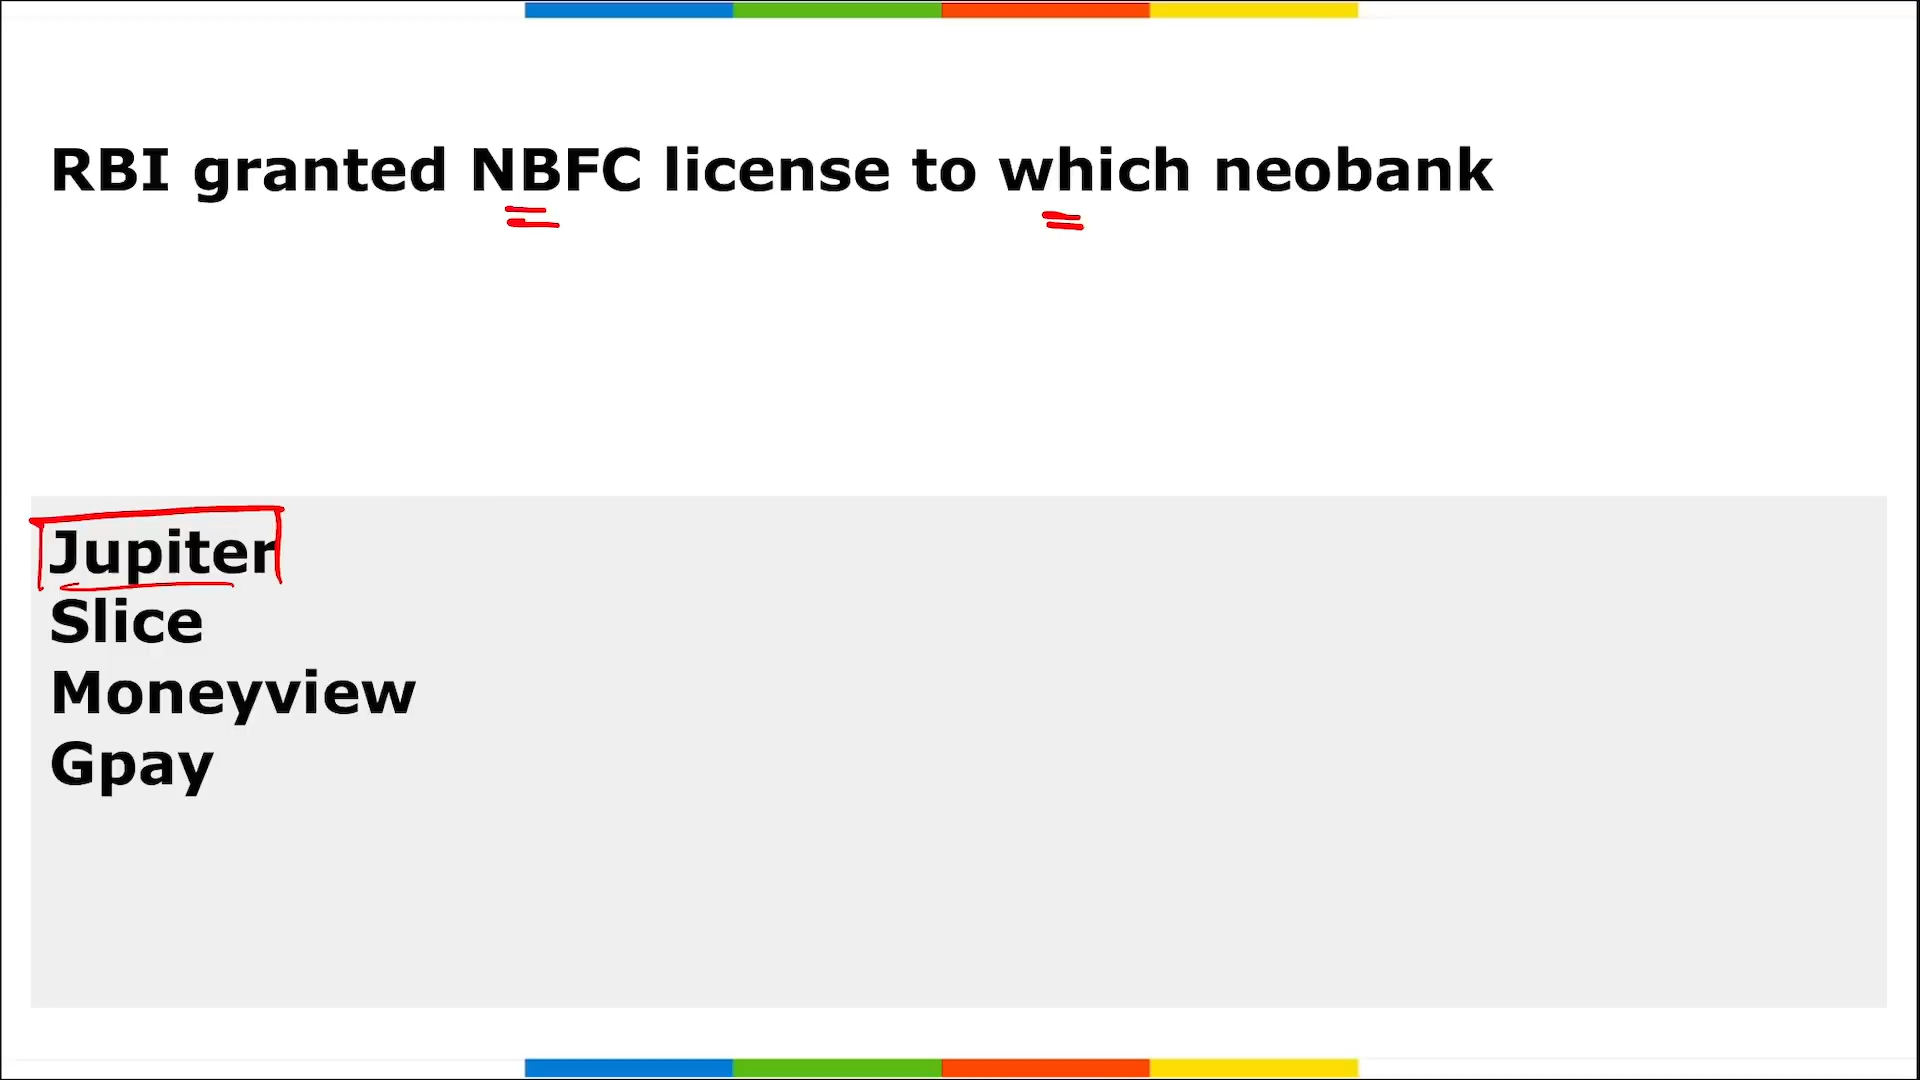 RBI granted NBFC license to which neobank
Jupiter
Slice
Moneyview
Gpay